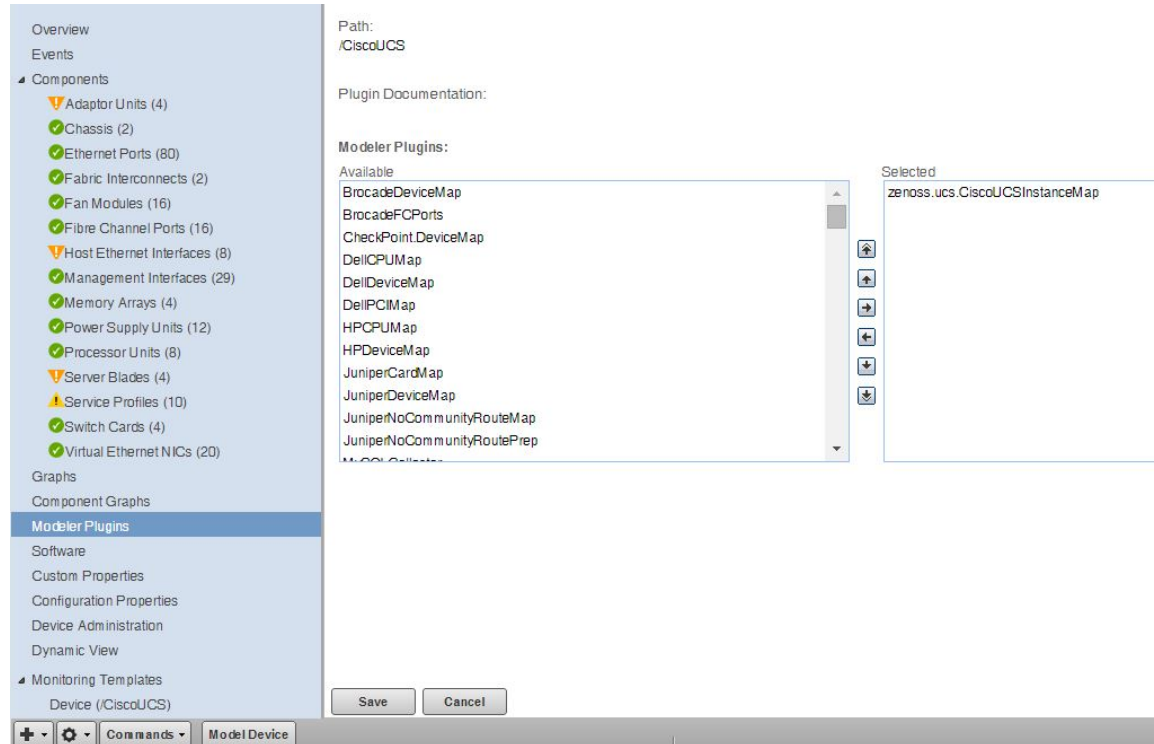 Overview
Events
Components
Adaptor Units (4)
Chassis (2)
Ethernet Ports (80)
Fabric Interconnects (2)
Fan Modules (16)
Fibre Channel Ports (16)
Host Ethernet Interfaces (8)
Management Interfaces (29)
Memory Arrays (4)
Power Supply Units (12)
Processor Units (8)
Server Blades (4)
Service Profiles (10)
Switch Cards (4)
Virtual Ethernet NICs (20)
Graphs
Component Graphs
Modeler Plugins
Software
Custom Properties
Configuration Properties
Device Administration
Dynamic View
Monitoring Templates
Device (/CiscoUCS)
Path:
/CiscoUCS
Plugin Documentation:
Modeler Plugins:
Available
BrocadeDeviceMap
BrocadeFCPorts
CheckPoint.DeviceMap
DellCPUMap
DellDeviceMap
DellPCIMap
HPCPUMap
HPDeviceMap
JuniperCardMap
JuniperDeviceMap
JuniperNoCommunityRouteMap
JuniperNoCommunityRoutePrep
Selected
zenoss.ucs.CiscoUCSInstanceMap
Save Cancel
Commands Model Device